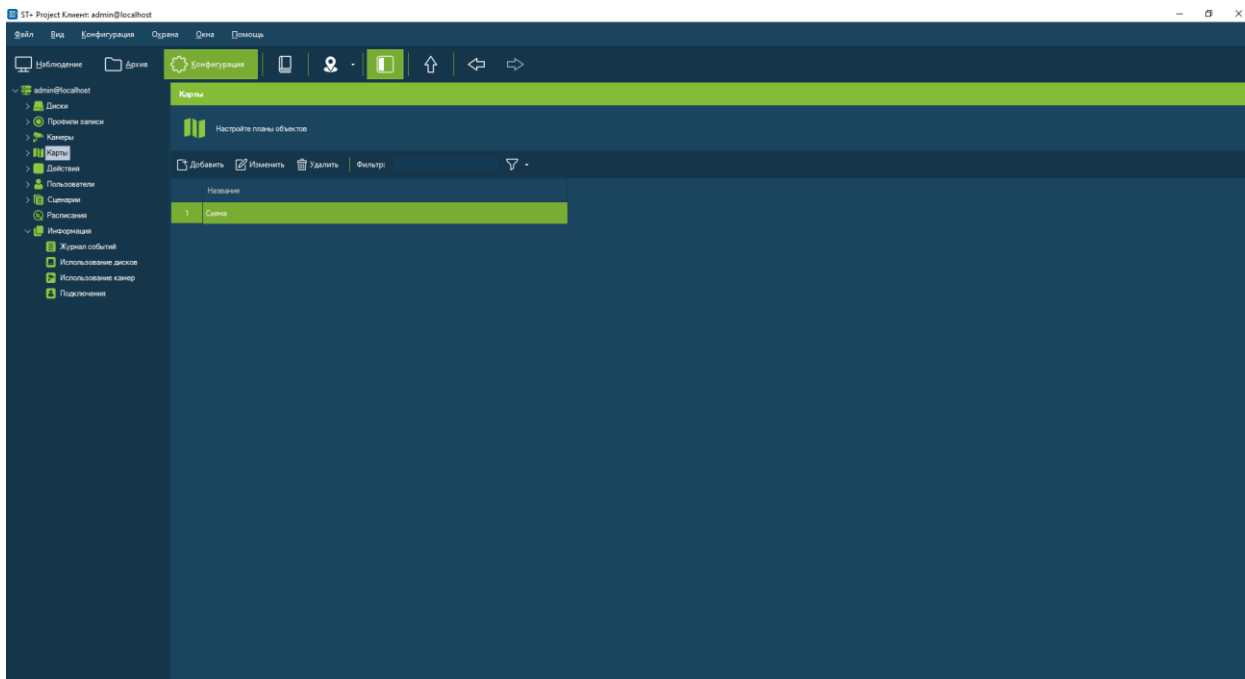 ST+ Project Клиент: admin@localhost
Файл Вид Конфигурация Охрана Окна Помощь
Наблюдение Архив Конфигурация
admin@localhost
Диски
Профили записи
Камеры
Карты
Действия
Пользователи
Сценарии
Расписания
Информация
Журнал событий
Использование дисков
Использование камер
Подключения
Карты
Настройте планы объектов
Добавить Изменить Удалить Фильтр:
Название
1 Схема